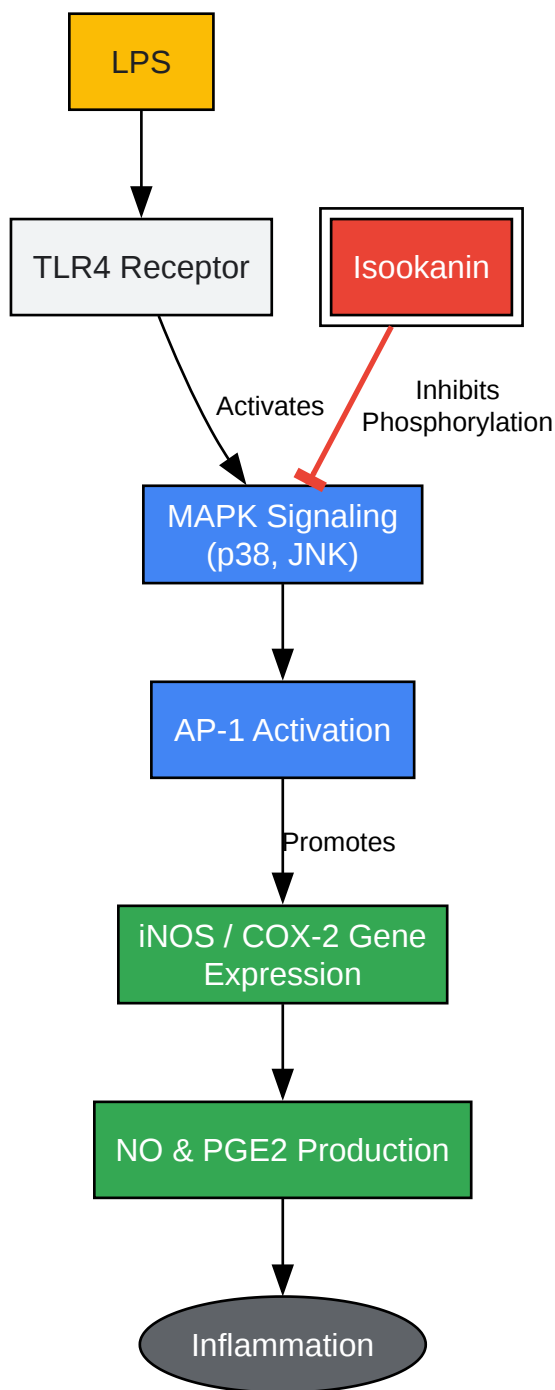 LPS
TLR4 Receptor
Isookanin
Activates
Inhibits
Phosphorylation
MAPK Signaling
(p38, JNK)
AP-1 Activation
Promotes
iNOS / COX-2 Gene
Expression
NO & PGE2 Production
Inflammation